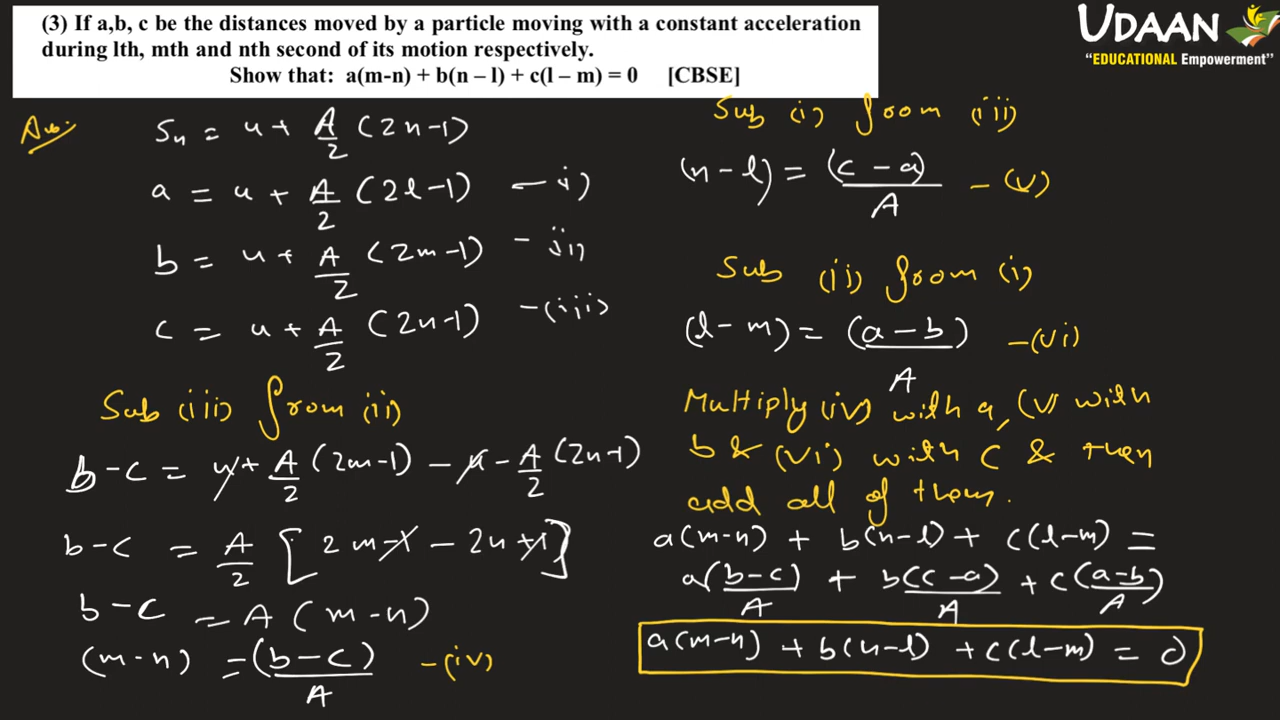 (3) If a,b, c be the distances moved by a particle moving with a constant acceleration
during lth, mth and nth second of its motion respectively.
Show that: a(m-n) + b(n – l) + c(l – m) = 0 [CBSE]
UDAAN
"EDUCATIONAL Empowerment"
Ans:
Sn = u + A/2 (2n-1)
a = u + A/2 (2l-1) - i)
b = u + A/2 (2m-1) - ii)
c = u + A/2 (2n-1) - (iii)
Sub (iii) from (ii)
b-c = u + A/2 (2m-1) - u - A/2 (2n-1)
b-c = A/2 [2m-1 - 2n+1]
b-c = A(m-n)
(m-n) = (b-c)/A - (iv)
Sub (i) from (iii)
(n-l) = (c-a)/A - (v)
Sub (ii) from (i)
(l-m) = (a-b)/A - (vi)
Multiply (iv) with a, (v) with
b & (vi) with c & then
add all of them.
a(m-n) + b(n-l) + c(l-m) =
a(b-c)/A + b(c-a)/A + c(a-b)/A
a(m-n) + b(n-l) + c(l-m) = 0